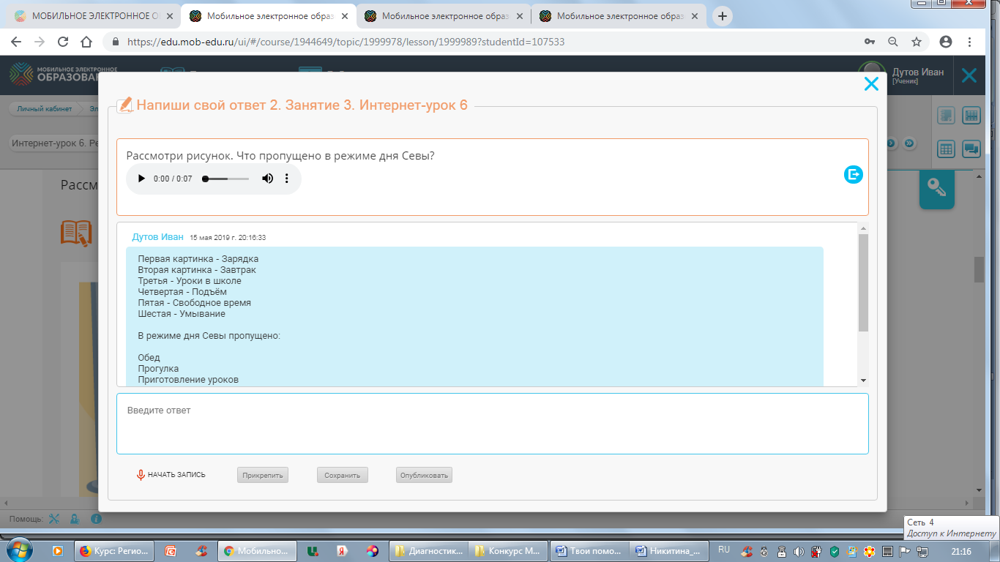 МОБИЛЬНОЕ ЭЛЕКТРОННОЕ О
Мобильное электронное образ
Мобильное электронное образ
Мобильное электронное образ
https://edu.mob-edu.ru/ui/#/course/1944649/topic/1999978/lesson/1999989?studentId=107533
МОБИЛЬНОЕ ЭЛЕКТРОННОЕ
ОБРАЗОВА
Дутов Иван
[Ученик]
Личный кабинет
Эл
Интернет-урок 6. Ре
Рассм
Напиши свой ответ 2. Занятие 3. Интернет-урок 6
Рассмотри рисунок. Что пропущено в режиме дня Севы?
0:00 / 0:07
Дутов Иван 15 мая 2019 г. 20:16:33
Первая картинка - Зарядка
Вторая картинка - Завтрак
Третья - Уроки в школе
Четвертая - Подъём
Пятая - Свободное время
Шестая - Умывание
В режиме дня Севы пропущено:
Обед
Прогулка
Приготовление уроков
Введите ответ
НАЧАТЬ ЗАПИСЬ
Прикрепить
Сохранить
Опубликовать
Помощь:
Сеть 4
Доступ к Интернету
Курс: Регио...
Мобильно...
Диагностик...
Конкурс М...
Твои помо...
Никитина_...
RU
21:16